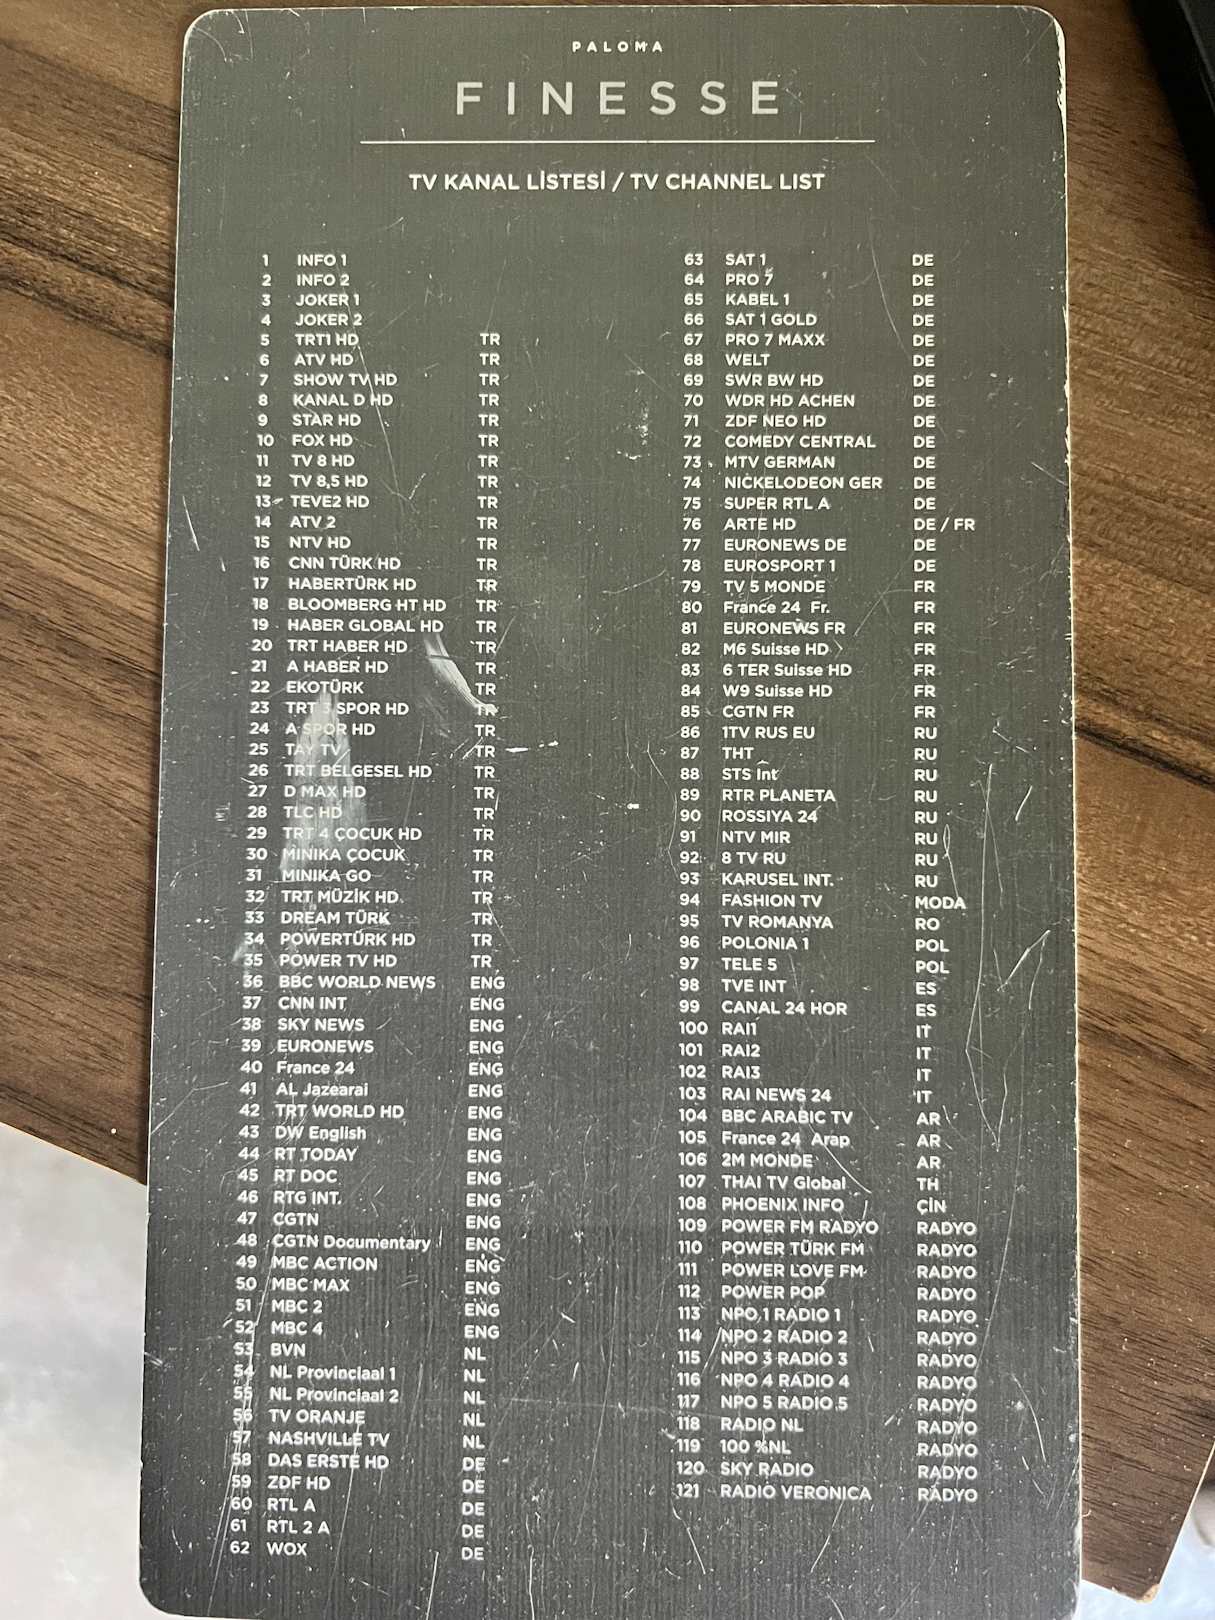 PALOMA
FINESSE
TV KANAL LİSTESİ / TV CHANNEL LIST
1 INFO 1
2 INFO 2
3 JOKER 1
4 JOKER 2
5 TRT1 HD TR
6 ATV HD TR
7 SHOW TV HD TR
8 KANAL D HD TR
9 STAR HD TR
10 FOX HD TR
11 TV 8 HD TR
12 TV 8,5 HD TR
13 TEVE2 HD TR
14 ATV 2 TR
15 NTV HD TR
16 CNN TÜRK HD TR
17 HABERTÜRK HD TR
18 BLOOMBERG HT HD TR
19 HABER GLOBAL HD TR
20 TRT HABER HD TR
21 A HABER HD TR
22 EKOTÜRK TR
23 TRT 3 SPOR HD TR
24 A SPOR HD TR
25 TAY TV TR
26 TRT BELGESEL HD TR
27 D MAX HD TR
28 TLC HD TR
29 TRT 4 ÇOCUK HD TR
30 MINIKA ÇOCUK TR
31 MINIKA GO TR
32 TRT MÜZİK HD TR
33 DREAM TÜRK TR
34 POWERTÜRK HD TR
35 POWER TV HD TR
36 BBC WORLD NEWS ENG
37 CNN INT ENG
38 SKY NEWS ENG
39 EURONEWS ENG
40 France 24 ENG
41 AL Jazearai ENG
42 TRT WORLD HD ENG
43 DW English ENG
44 RT TODAY ENG
45 RT DOC ENG
46 RTG INT. ENG
47 CGTN ENG
48 CGTN Documentary ENG
49 MBC ACTION ENG
50 MBC MAX ENG
51 MBC 2 ENG
52 MBC 4 ENG
53 BVN NL
54 NL Provinciaal 1 NL
55 NL Provinciaal 2 NL
56 TV ORANJE NL
57 NASHVILLE TV NL
58 DAS ERSTE HD DE
59 ZDF HD DE
60 RTL A DE
61 RTL 2 A DE
62 WOX DE
63 SAT 1 DE
64 PRO 7 DE
65 KABEL 1 DE
66 SAT 1 GOLD DE
67 PRO 7 MAXX DE
68 WELT DE
69 SWR BW HD DE
70 WDR HD ACHEN DE
71 ZDF NEO HD DE
72 COMEDY CENTRAL DE
73 MTV GERMAN DE
74 NICKELODEON GER DE
75 SUPER RTL A DE
76 ARTE HD DE / FR
77 EURONEWS DE DE
78 EUROSPORT 1 DE
79 TV 5 MONDE FR
80 France 24 Fr. FR
81 EURONEWS FR FR
82 M6 Suisse HD FR
83 6 TER Suisse HD FR
84 W9 Suisse HD FR
85 CGTN FR FR
86 1TV RUS EU RU
87 THT RU
88 STS Int RU
89 RTR PLANETA RU
90 ROSSIYA 24 RU
91 NTV MIR RU
92 8 TV RU RU
93 KARUSEL INT. RU
94 FASHION TV MODA
95 TV ROMANYA RO
96 POLONIA 1 POL
97 TELE 5 POL
98 TVE INT ES
99 CANAL 24 HOR ES
100 RAI1 IT
101 RAI2 IT
102 RAI3 IT
103 RAI NEWS 24 IT
104 BBC ARABIC TV AR
105 France 24 Arap AR
106 2M MONDE AR
107 THAI TV Global TH
108 PHOENIX INFO ÇİN
109 POWER FM RADYO RADYO
110 POWER TÜRK FM RADYO
111 POWER LOVE FM RADYO
112 POWER POP RADYO
113 NPO 1 RADIO 1 RADYO
114 NPO 2 RADIO 2 RADYO
115 NPO 3 RADIO 3 RADYO
116 NPO 4 RADIO 4 RADYO
117 NPO 5 RADIO 5 RADYO
118 RADIO NL RADYO
119 100 %NL RADYO
120 SKY RADIO RADYO
121 RADIO VERONICA RADYO